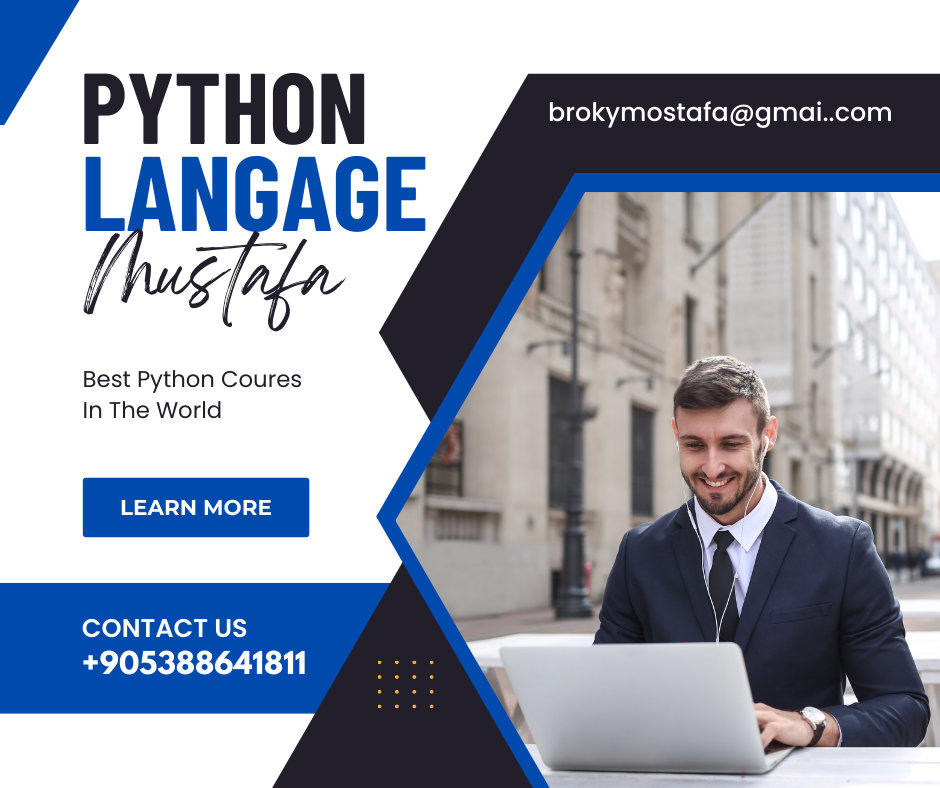 PYTHON
LANGAGE
Mustafa
brokymostafa@gmai..com
Best Python Coures
In The World
LEARN MORE
CONTACT US
+905388641811